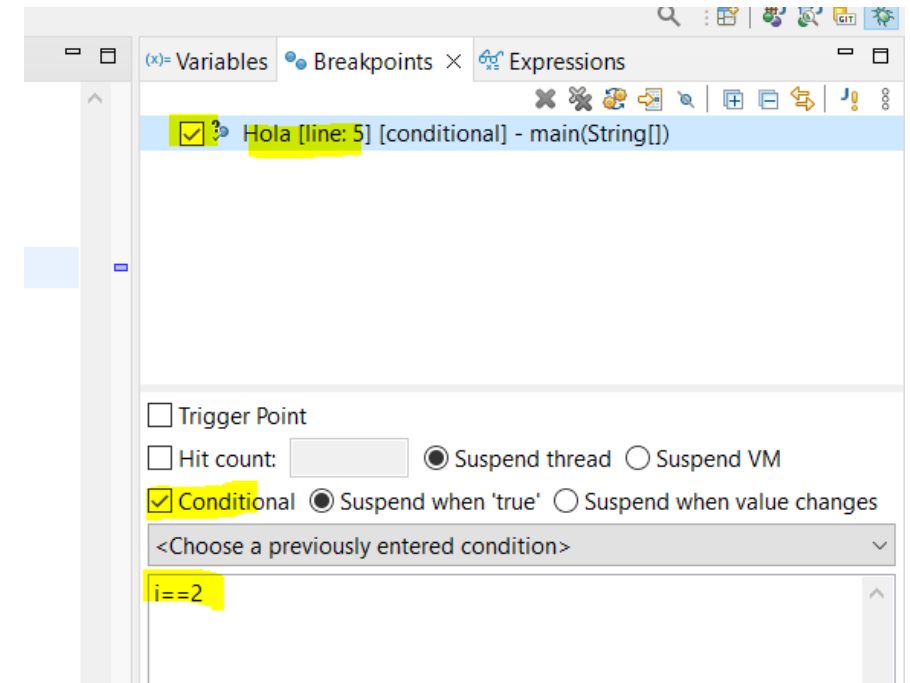 (x)= Variables Breakpoints Expressions
Hola [line: 5] [conditional] - main(String[])
Trigger Point
Hit count: Suspend thread Suspend VM
Conditional Suspend when 'true' Suspend when value changes
<Choose a previously entered condition>
i==2